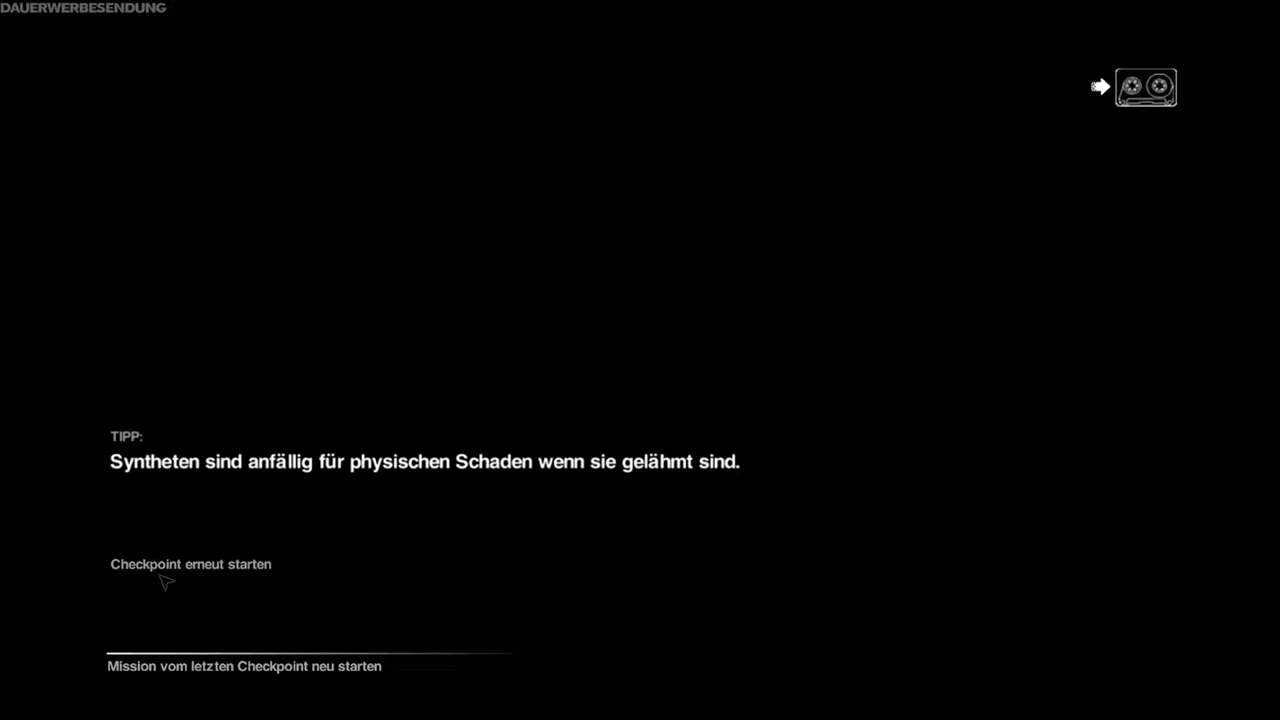 DAUERWERBESENDUNG
TIPP:
Syntheten sind anfällig für physischen Schaden wenn sie gelähmt sind.
Checkpoint erneut starten
Mission vom letzten Checkpoint neu starten